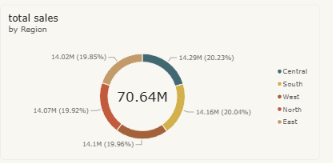 total sales
by Region
14.02M (19.85%)
14.29M (20.23%)
Central
South
70.64M
West
14.07M (19.92%)
14.16M (20.04%)
North
East
14.1M (19.96%)